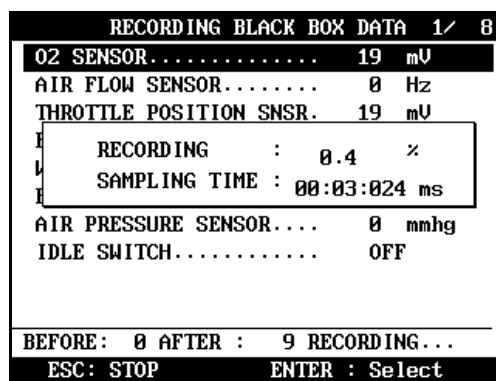 RECORDING BLACK BOX DATA 1/ 8
O2 SENSOR.............. 19 mV
AIR FLOW SENSOR........ 0 Hz
THROTTLE POSITION SNSR. 19 mV
RECORDING : 0.4 %
SAMPLING TIME : 00:03:024 ms
AIR PRESSURE SENSOR.... 0 mmhg
IDLE SWITCH............ OFF
BEFORE: 0 AFTER : 9 RECORDING...
ESC: STOP ENTER : Select